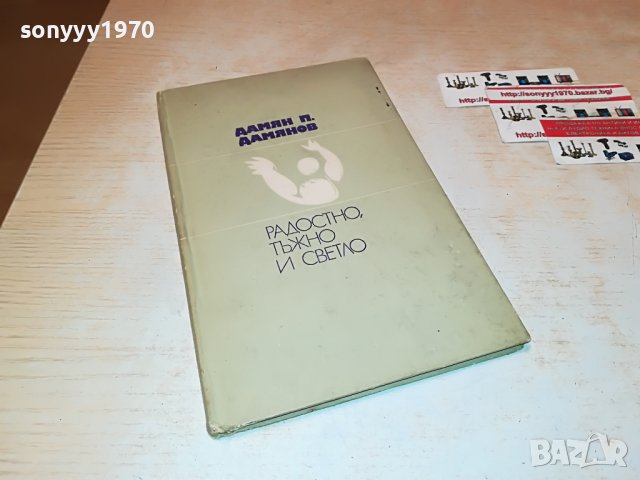 sonyyy1970
ДАМЯН П.
ДАМЯНОВ
РАДОСТНО,
ТЪЖНО
И СВЕТЛО
http://sonyyy1970.bazar.bg/
BAZAR